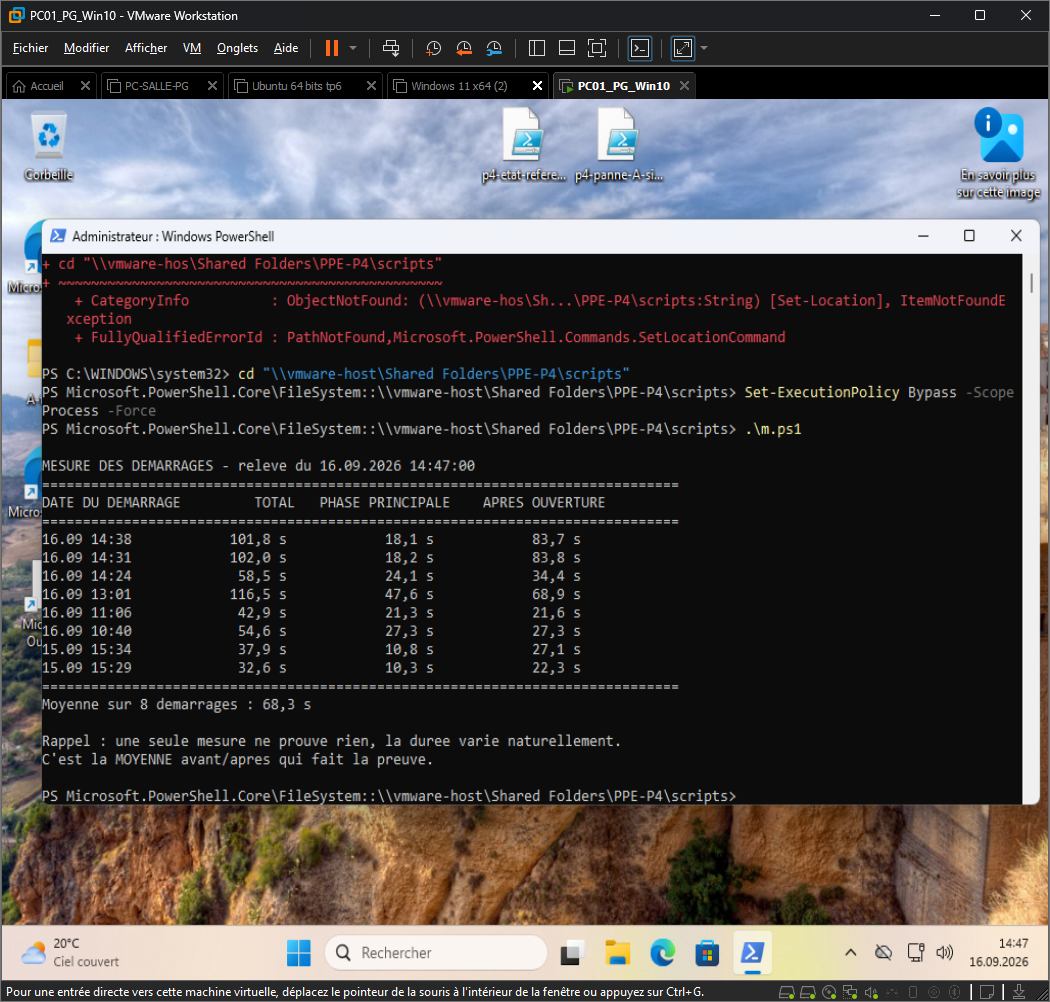 PC01_PG_Win10 - VMware Workstation
Fichier Modifier Afficher VM Onglets Aide
Accueil PC-SALLE-PG Ubuntu 64 bits tp6 Windows 11 x64 (2) PC01_PG_Win10
Corbeille
p4-etat-refere...
p4-panne-A-si...
En savoir plus
sur cette image
Administrateur : Windows PowerShell
+ cd "\\vmware-hos\Shared Folders\PPE-P4\scripts"
+ ~~~~~~~~~~~~~~~~~~~~~~~~~~~~~~~~~~~~~~~~~~~~~~~
+ CategoryInfo : ObjectNotFound: (\\vmware-hos\Sh...\PPE-P4\scripts:String) [Set-Location], ItemNotFoundE
xception
+ FullyQualifiedErrorId : PathNotFound,Microsoft.PowerShell.Commands.SetLocationCommand
PS C:\WINDOWS\system32> cd "\\vmware-host\Shared Folders\PPE-P4\scripts"
PS Microsoft.PowerShell.Core\FileSystem::\\vmware-host\Shared Folders\PPE-P4\scripts> Set-ExecutionPolicy Bypass -Scope
Process -Force
PS Microsoft.PowerShell.Core\FileSystem::\\vmware-host\Shared Folders\PPE-P4\scripts> .\m.ps1
MESURE DES DEMARRAGES - releve du 16.09.2026 14:47:00
==============================================================================
DATE DU DEMARRAGE TOTAL PHASE PRINCIPALE APRES OUVERTURE
==============================================================================
16.09 14:38 101,8 s 18,1 s 83,7 s
16.09 14:31 102,0 s 18,2 s 83,8 s
16.09 14:24 58,5 s 24,1 s 34,4 s
16.09 13:01 116,5 s 47,6 s 68,9 s
16.09 11:06 42,9 s 21,3 s 21,6 s
16.09 10:40 54,6 s 27,3 s 27,3 s
15.09 15:34 37,9 s 10,8 s 27,1 s
15.09 15:29 32,6 s 10,3 s 22,3 s
==============================================================================
Moyenne sur 8 demarrages : 68,3 s
Rappel : une seule mesure ne prouve rien, la duree varie naturellement.
C'est la MOYENNE avant/apres qui fait la preuve.
PS Microsoft.PowerShell.Core\FileSystem::\\vmware-host\Shared Folders\PPE-P4\scripts>
20°C
Ciel couvert
Rechercher
14:47
16.09.2026
Pour une entrée directe vers cette machine virtuelle, déplacez le pointeur de la souris à l'intérieur de la fenêtre ou appuyez sur Ctrl+G.